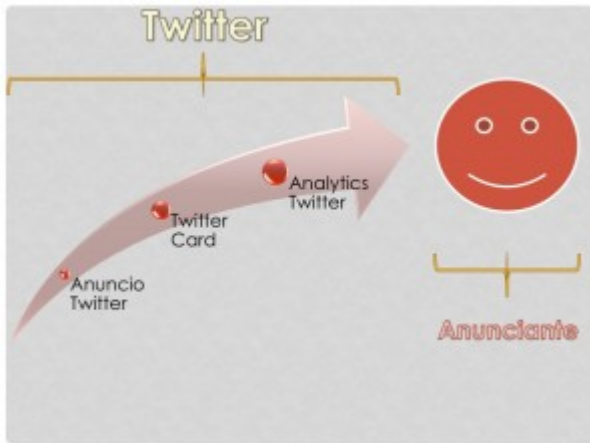 Twitter
Analytics
Twitter
Twitter
Card
Anuncio
Twitter
Anunciante